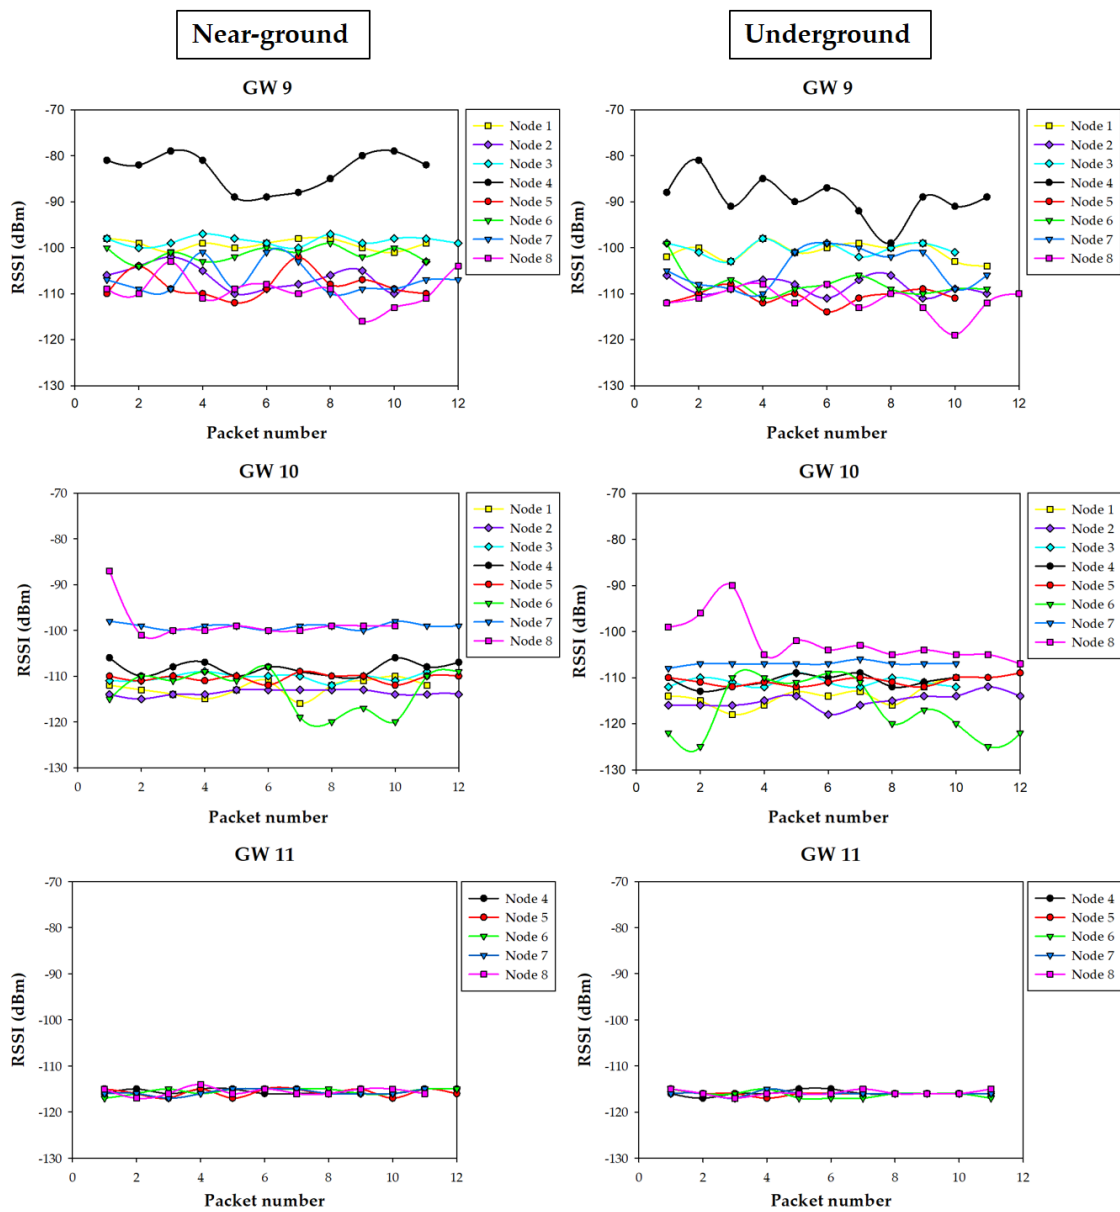 Near-ground
Underground
GW 9
-70
-80
-90
-100
-110
-120
-130
RSSI (dBm)
0 2 4 6 8 10 12
Packet number
Node 1
Node 2
Node 3
Node 4
Node 5
Node 6
Node 7
Node 8
GW 9
-70
-80
-90
-100
-110
-120
-130
RSSI (dBm)
0 2 4 6 8 10 12
Packet number
Node 1
Node 2
Node 3
Node 4
Node 5
Node 6
Node 7
Node 8
GW 10
-70
-80
-90
-100
-110
-120
-130
RSSI (dBm)
0 2 4 6 8 10 12
Packet number
Node 1
Node 2
Node 3
Node 4
Node 5
Node 6
Node 7
Node 8
GW 10
-70
-80
-90
-100
-110
-120
-130
RSSI (dBm)
0 2 4 6 8 10 12
Packet number
Node 1
Node 2
Node 3
Node 4
Node 5
Node 6
Node 7
Node 8
GW 11
-70
-80
-90
-100
-110
-120
-130
RSSI (dBm)
0 2 4 6 8 10 12
Packet number
Node 4
Node 5
Node 6
Node 7
Node 8
GW 11
-70
-80
-90
-100
-110
-120
-130
RSSI (dBm)
0 2 4 6 8 10 12
Packet number
Node 4
Node 5
Node 6
Node 7
Node 8